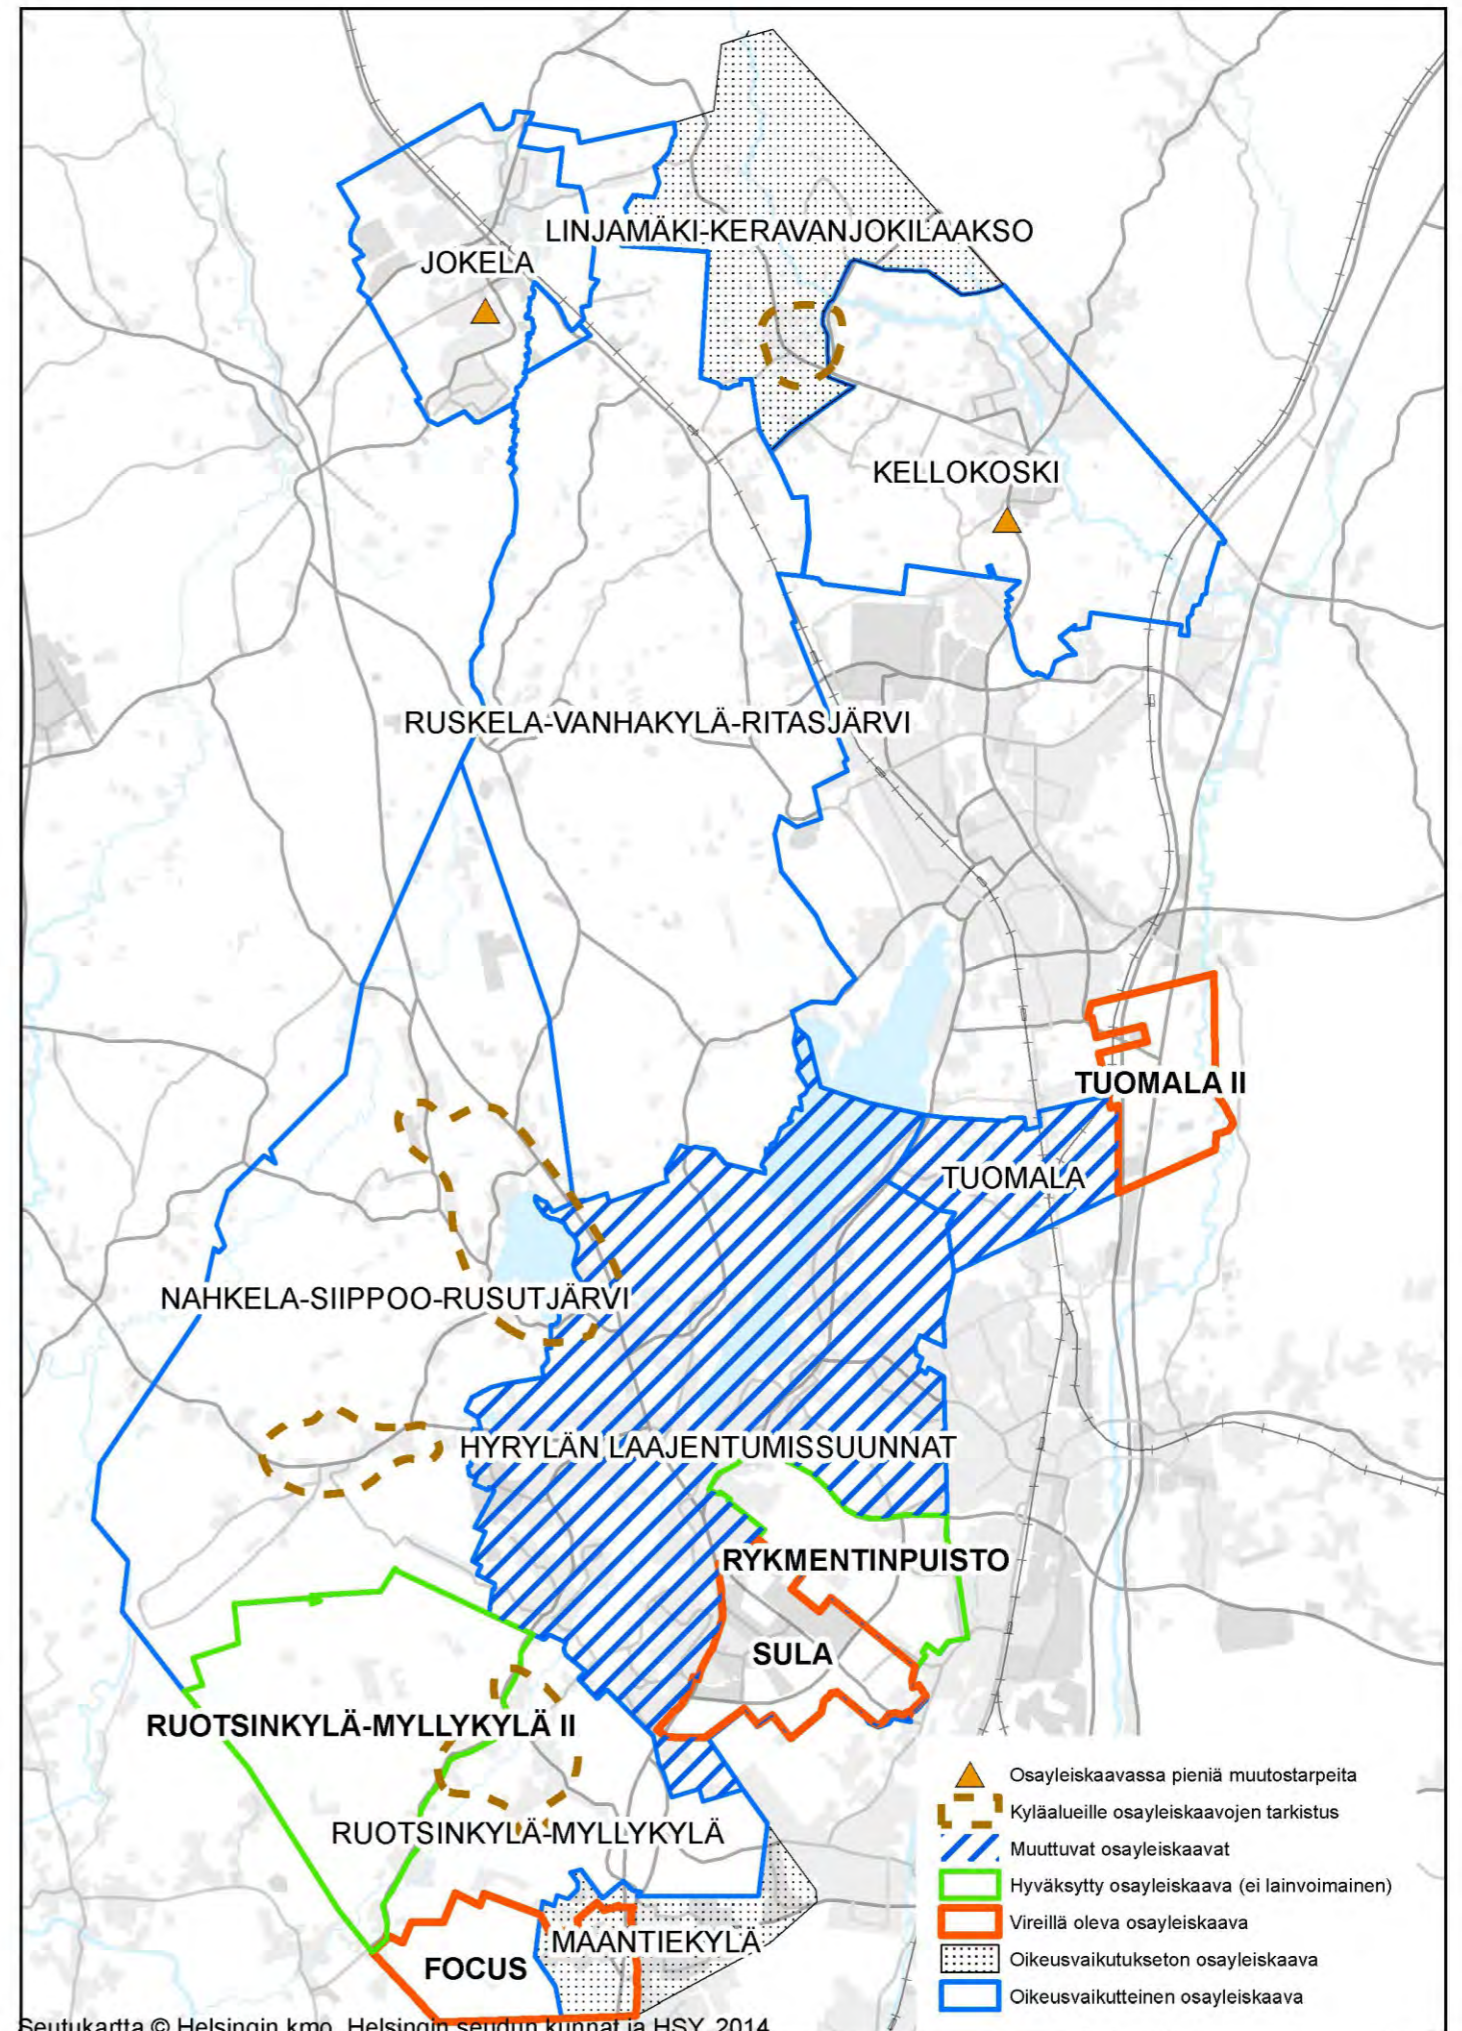 LINJAMÄKI-KERAVANJOKILAAKSO
JOKELA
KELLOKOSKI
RUSKELA-VANHAKYLÄ-RITASJÄRVI
TUOMALA II
TUOMALA
NAHKELA-SIIPPOO-RUSUTJÄRVI
HYRYLÄN LAAJENTUMISSUUNNAT
RYKMENTINPUISTO
SULA
RUOTSINKYLÄ-MYLLYKYLÄ II
RUOTSINKYLÄ-MYLLYKYLÄ
MAANTIEKYLÄ
FOCUS
Osayleiskaavassa pieniä muutostarpeita
Kyläalueille osayleiskaavojen tarkistus
Muuttuvat osayleiskaavat
Hyväksytty osayleiskaava (ei lainvoimainen)
Vireillä oleva osayleiskaava
Oikeusvaikutukseton osayleiskaava
Oikeusvaikutteinen osayleiskaava
Seutukartta © Helsingin kmo, Helsingin seudun kunnat ja HSY, 2014